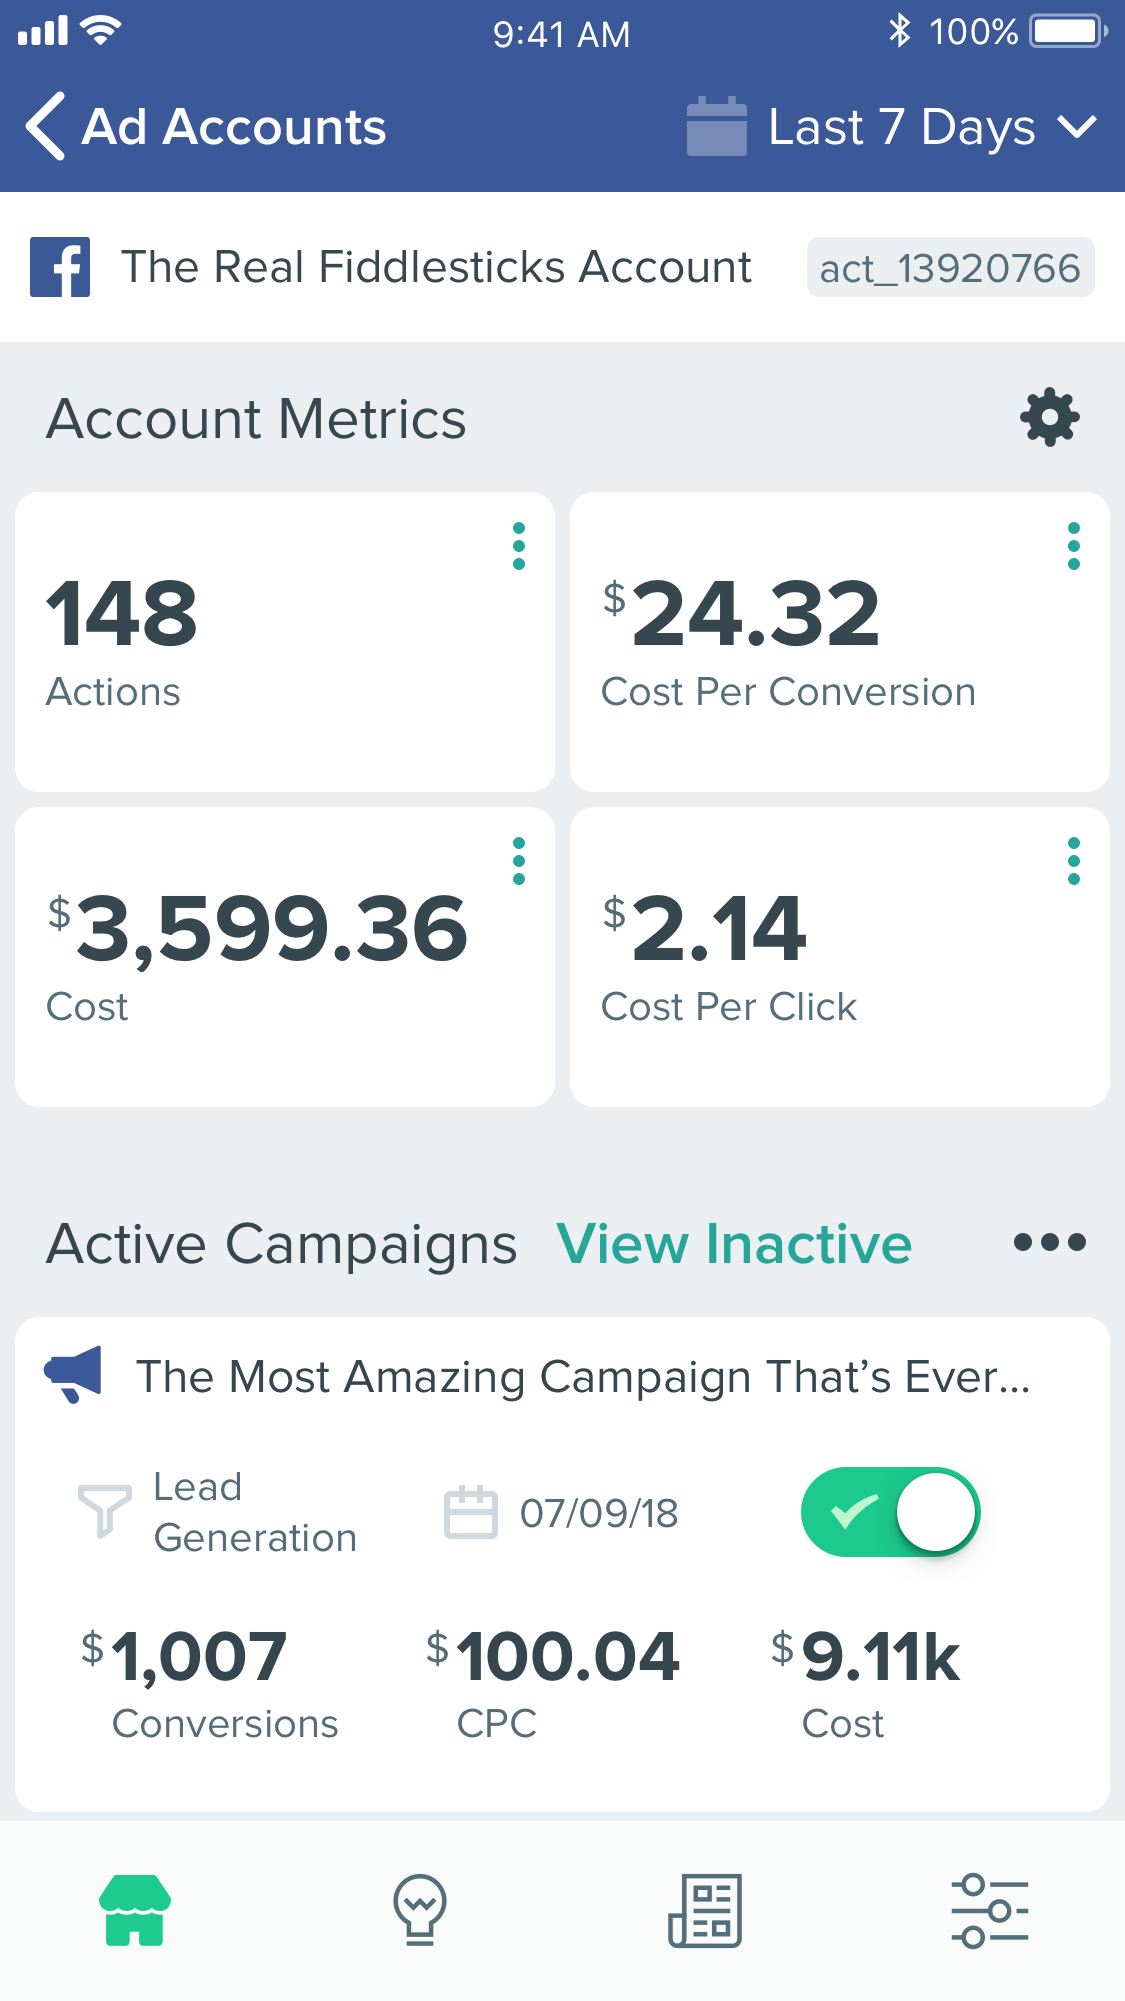 9:41 AM
100%
Ad Accounts
Last 7 Days
The Real Fiddlesticks Account
act_13920766
Account Metrics
148
Actions
$24.32
Cost Per Conversion
$3,599.36
Cost
$2.14
Cost Per Click
Active Campaigns
View Inactive
The Most Amazing Campaign That’s Ever...
Lead
Generation
07/09/18
$1,007
Conversions
$100.04
CPC
$9.11k
Cost